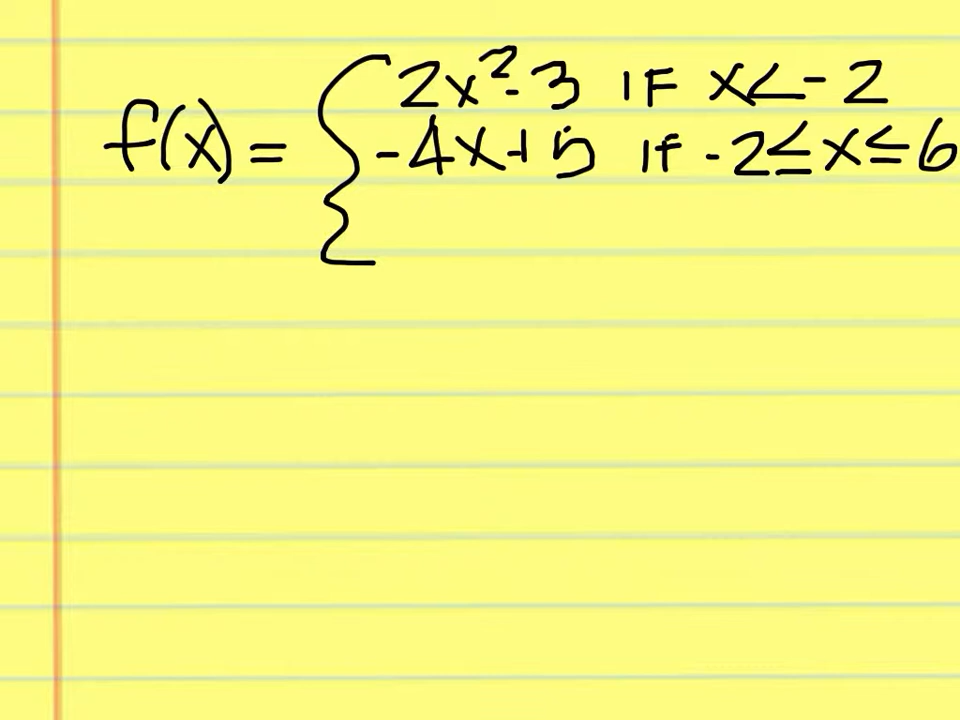 f(x) = { 2x²-3 IF x<-2
-4x+5 IF -2≤x≤6